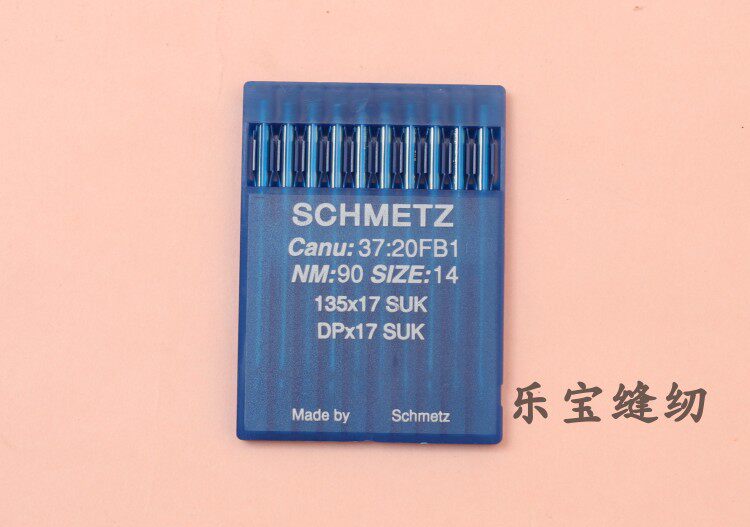 SCHMETZ
Canu: 37:20FB1
NM:90 SIZE:14
135x17 SUK
DPx17 SUK
Made by Schmetz
乐宝缝纫